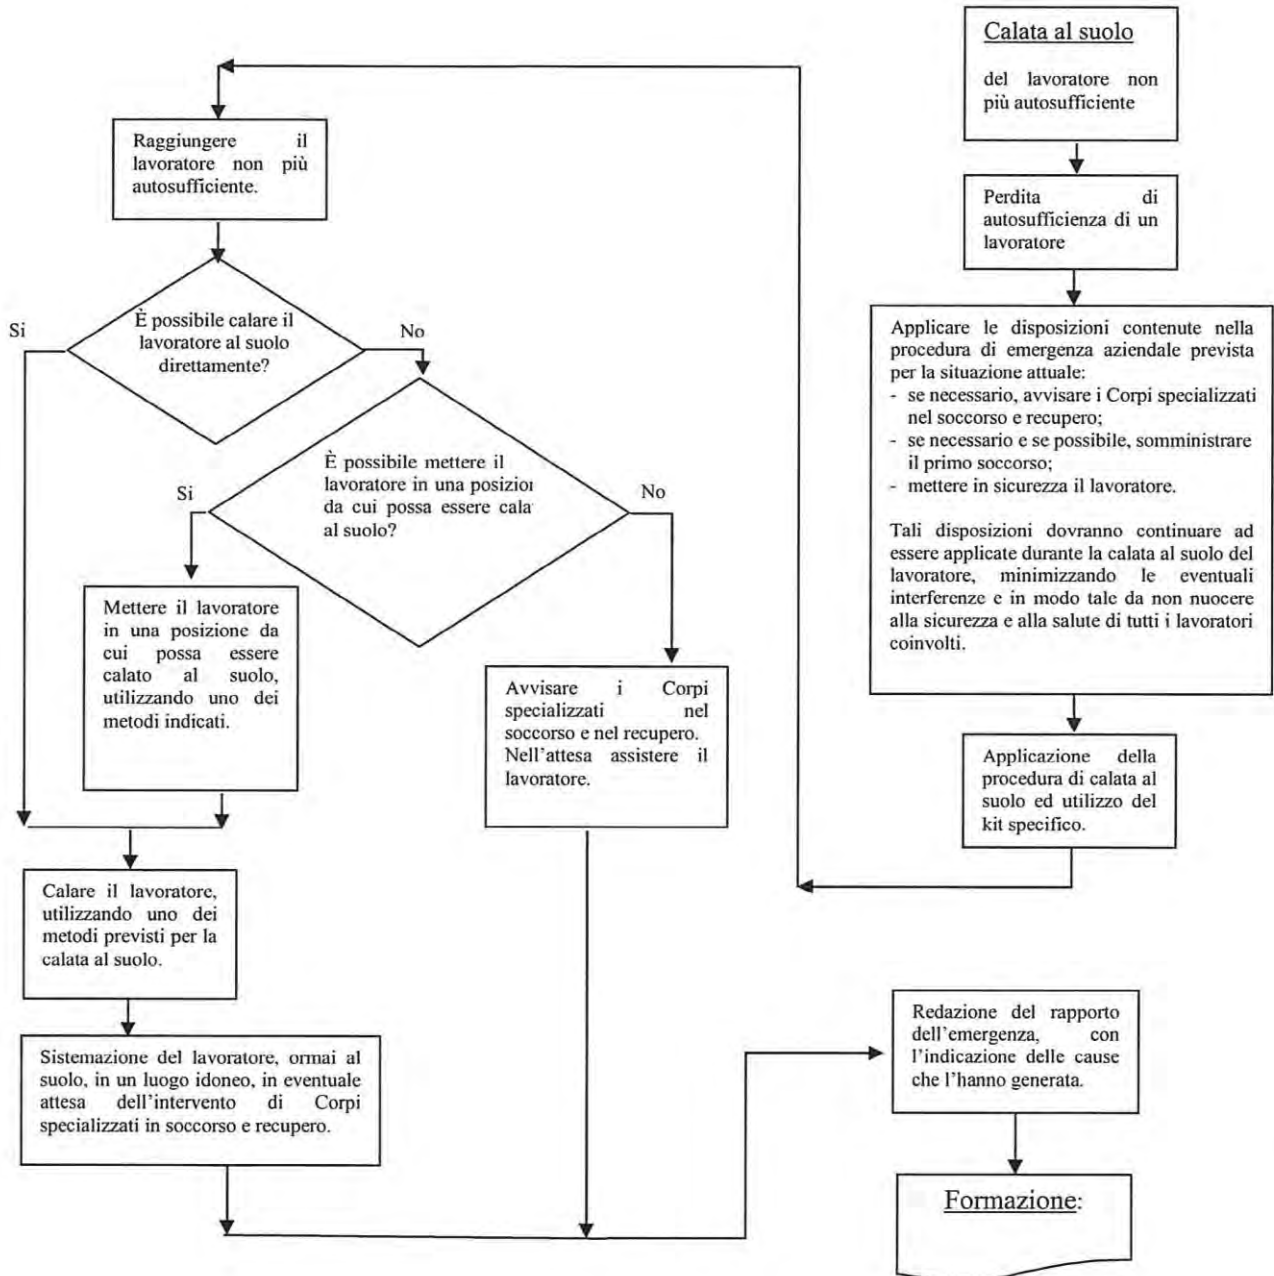 Calata al suolo
del lavoratore non
più autosufficiente
Perdita di
autosufficienza di un
lavoratore
Applicare le disposizioni contenute nella
procedura di emergenza aziendale prevista
per la situazione attuale:
- se necessario, avvisare i Corpi specializzati
nel soccorso e recupero;
- se necessario e se possibile, somministrare
il primo soccorso;
- mettere in sicurezza il lavoratore.
Tali disposizioni dovranno continuare ad
essere applicate durante la calata al suolo del
lavoratore, minimizzando le eventuali
interferenze e in modo tale da non nuocere
alla sicurezza e alla salute di tutti i lavoratori
coinvolti.
Applicazione della
procedura di calata al
suolo ed utilizzo del
kit specifico.
Raggiungere il
lavoratore non più
autosufficiente.
È possibile calare il
lavoratore al suolo
direttamente?
Si
No
È possibile mettere il
lavoratore in una posizion
da cui possa essere cala
al suolo?
Si
No
Mettere il lavoratore
in una posizione da
cui possa essere
calato al suolo,
utilizzando uno dei
metodi indicati.
Avvisare i Corpi
specializzati nel
soccorso e nel recupero.
Nell'attesa assistere il
lavoratore.
Calare il lavoratore,
utilizzando uno dei
metodi previsti per la
calata al suolo.
Sistemazione del lavoratore, ormai al
suolo, in un luogo idoneo, in eventuale
attesa dell'intervento di Corpi
specializzati in soccorso e recupero.
Redazione del rapporto
dell'emergenza, con
l'indicazione delle cause
che l'hanno generata.
Formazione: